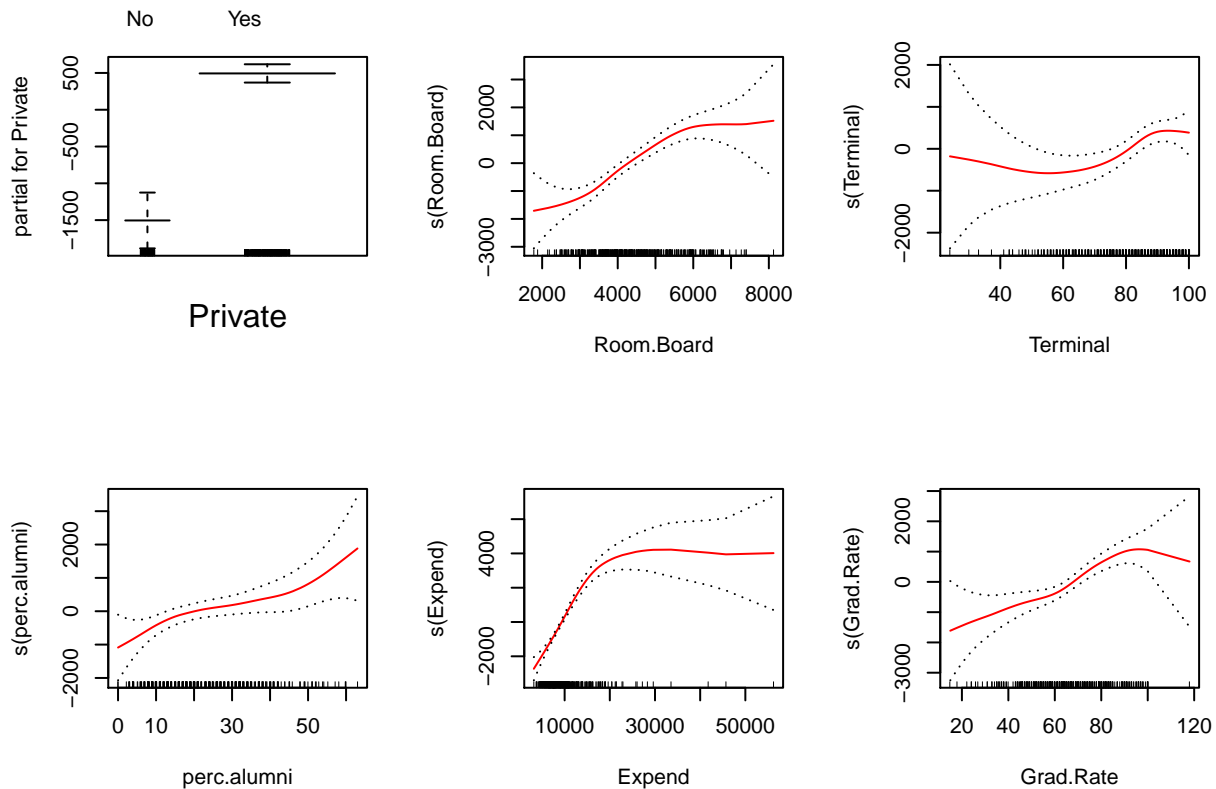 No Yes
partial for Private
500
−500
−1500
Private
s(Room.Board)
2000
0
−3000
2000 4000 6000 8000
Room.Board
s(Terminal)
2000
0
−2000
40 60 80 100
Terminal
s(perc.alumni)
2000
0
−2000
0 10 30 50
perc.alumni
s(Expend)
4000
−2000
10000 30000 50000
Expend
s(Grad.Rate)
2000
0
−3000
20 40 60 80 120
Grad.Rate